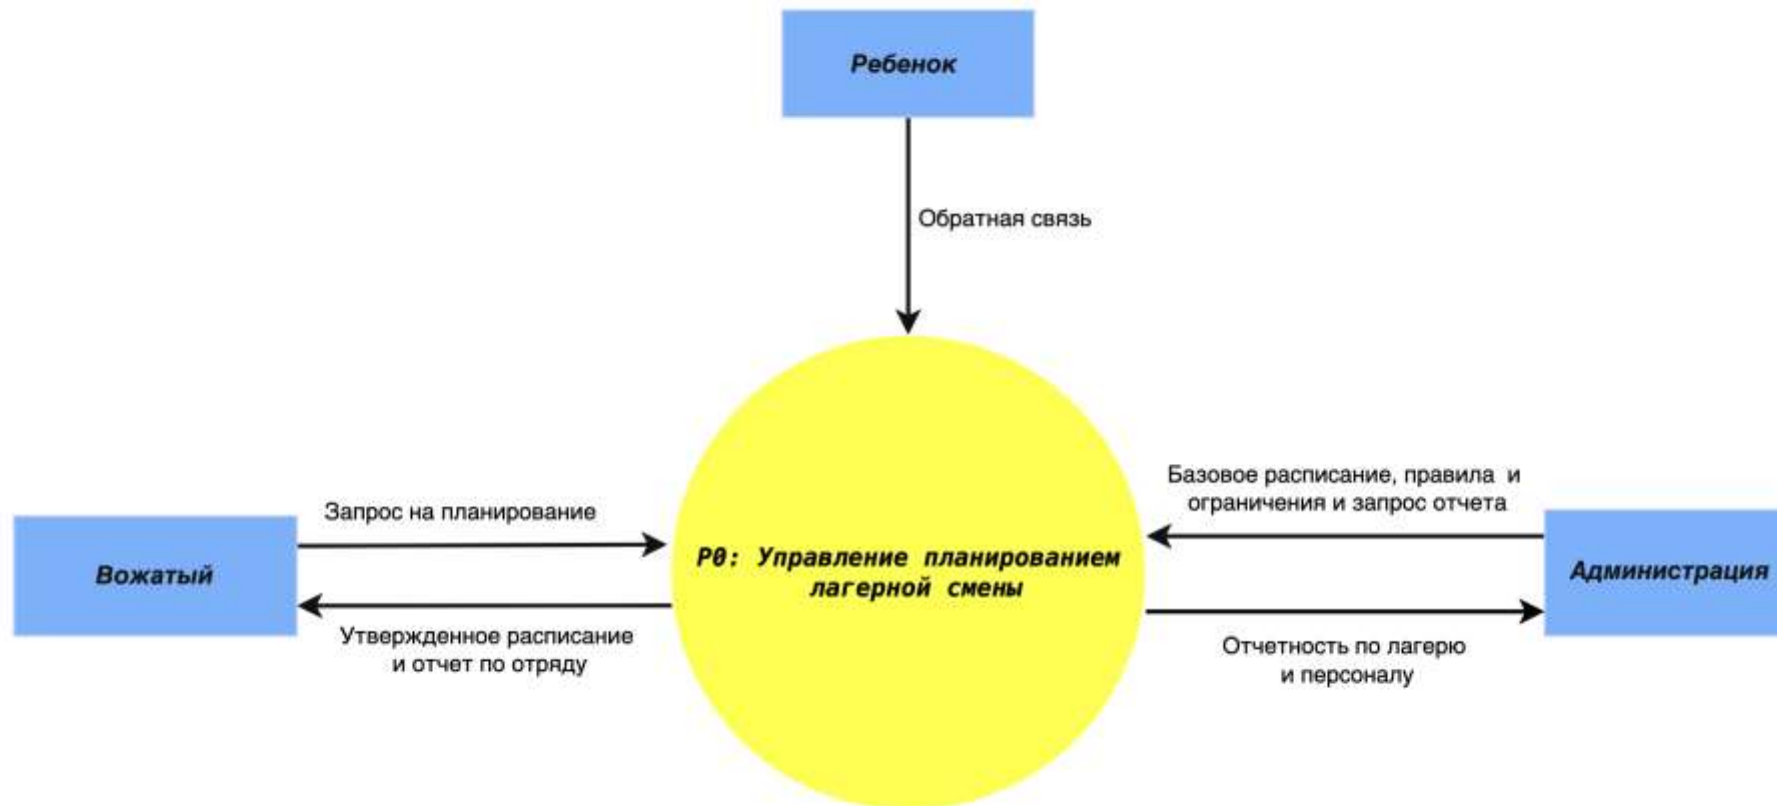 Ребенок
Обратная связь
Запрос на планирование
Вожатый
Утвержденное расписание
и отчет по отряду
P0: Управление планированием
лагерной смены
Базовое расписание, правила и
ограничения и запрос отчета
Администрация
Отчетность по лагерю
и персоналу